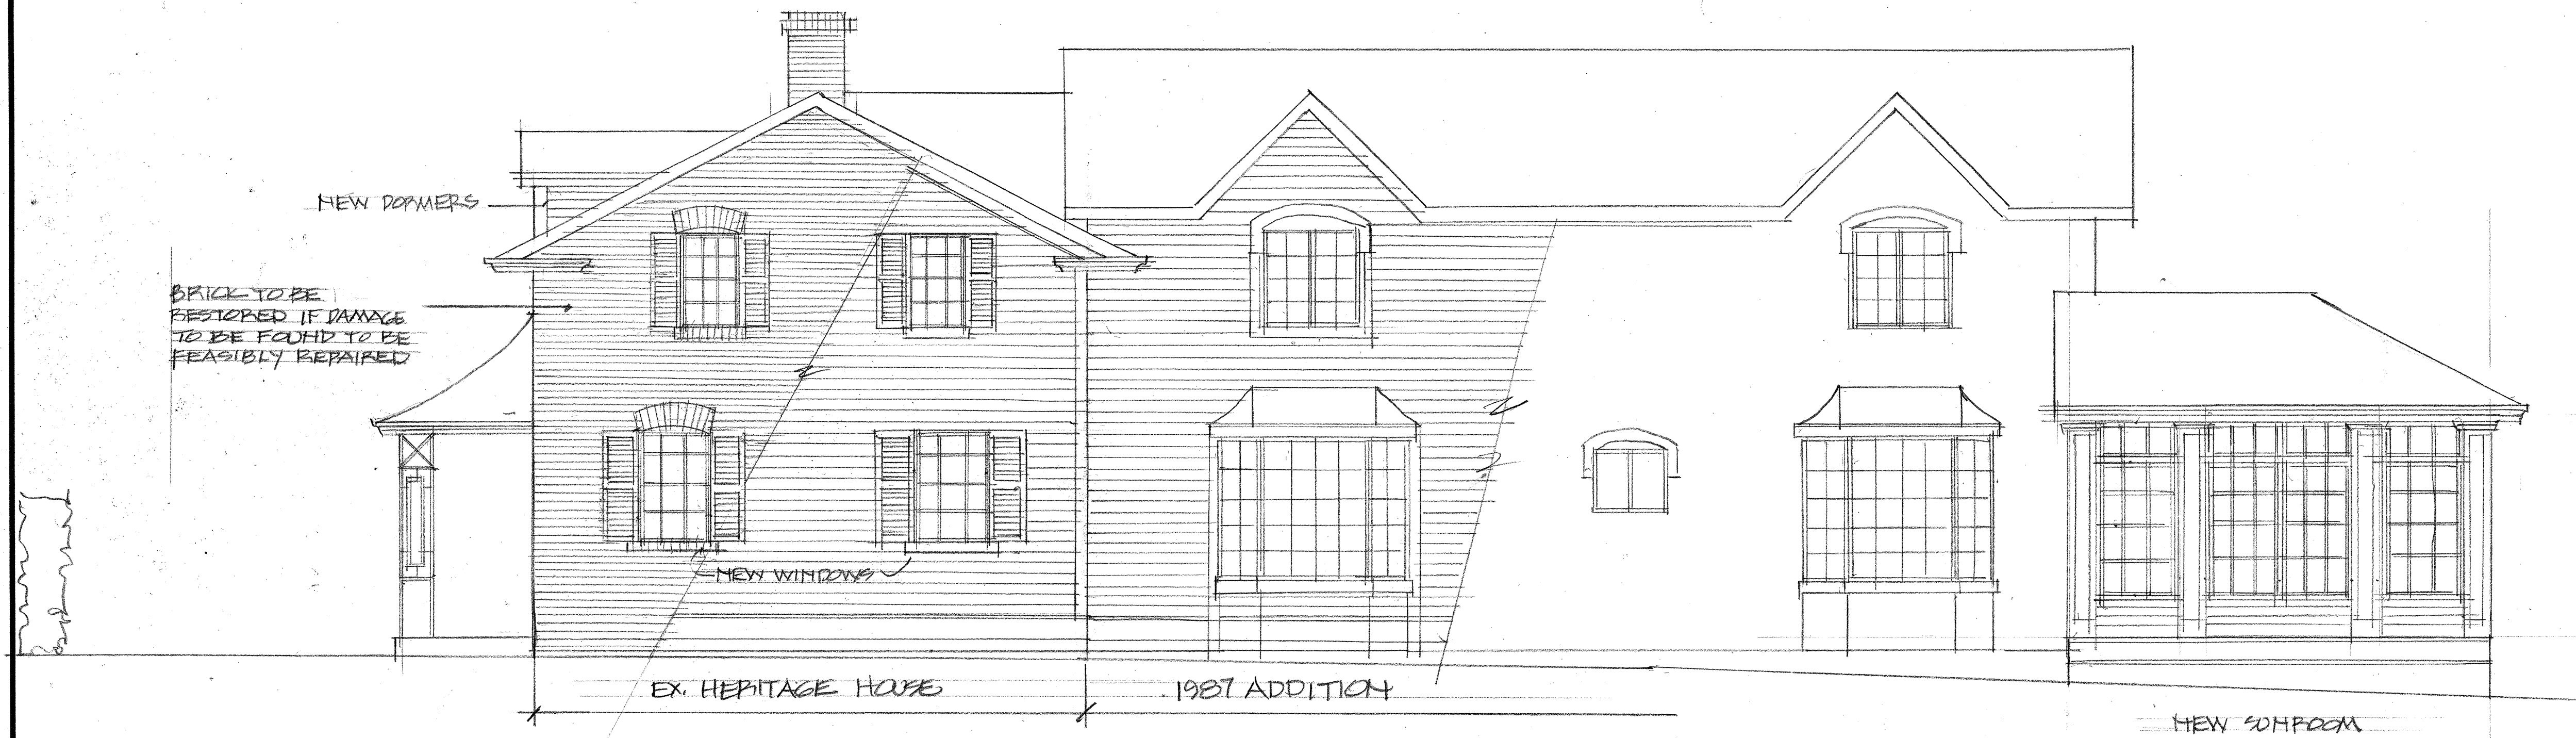 NEW DORMERS
BRICK TO BE
RESTORED IF DAMAGE
TO BE FOUND TO BE
FEASIBLY REPAIRED
NEW WINDOWS
EX. HERITAGE HOUSE
1987 ADDITION
NEW SUNROOM